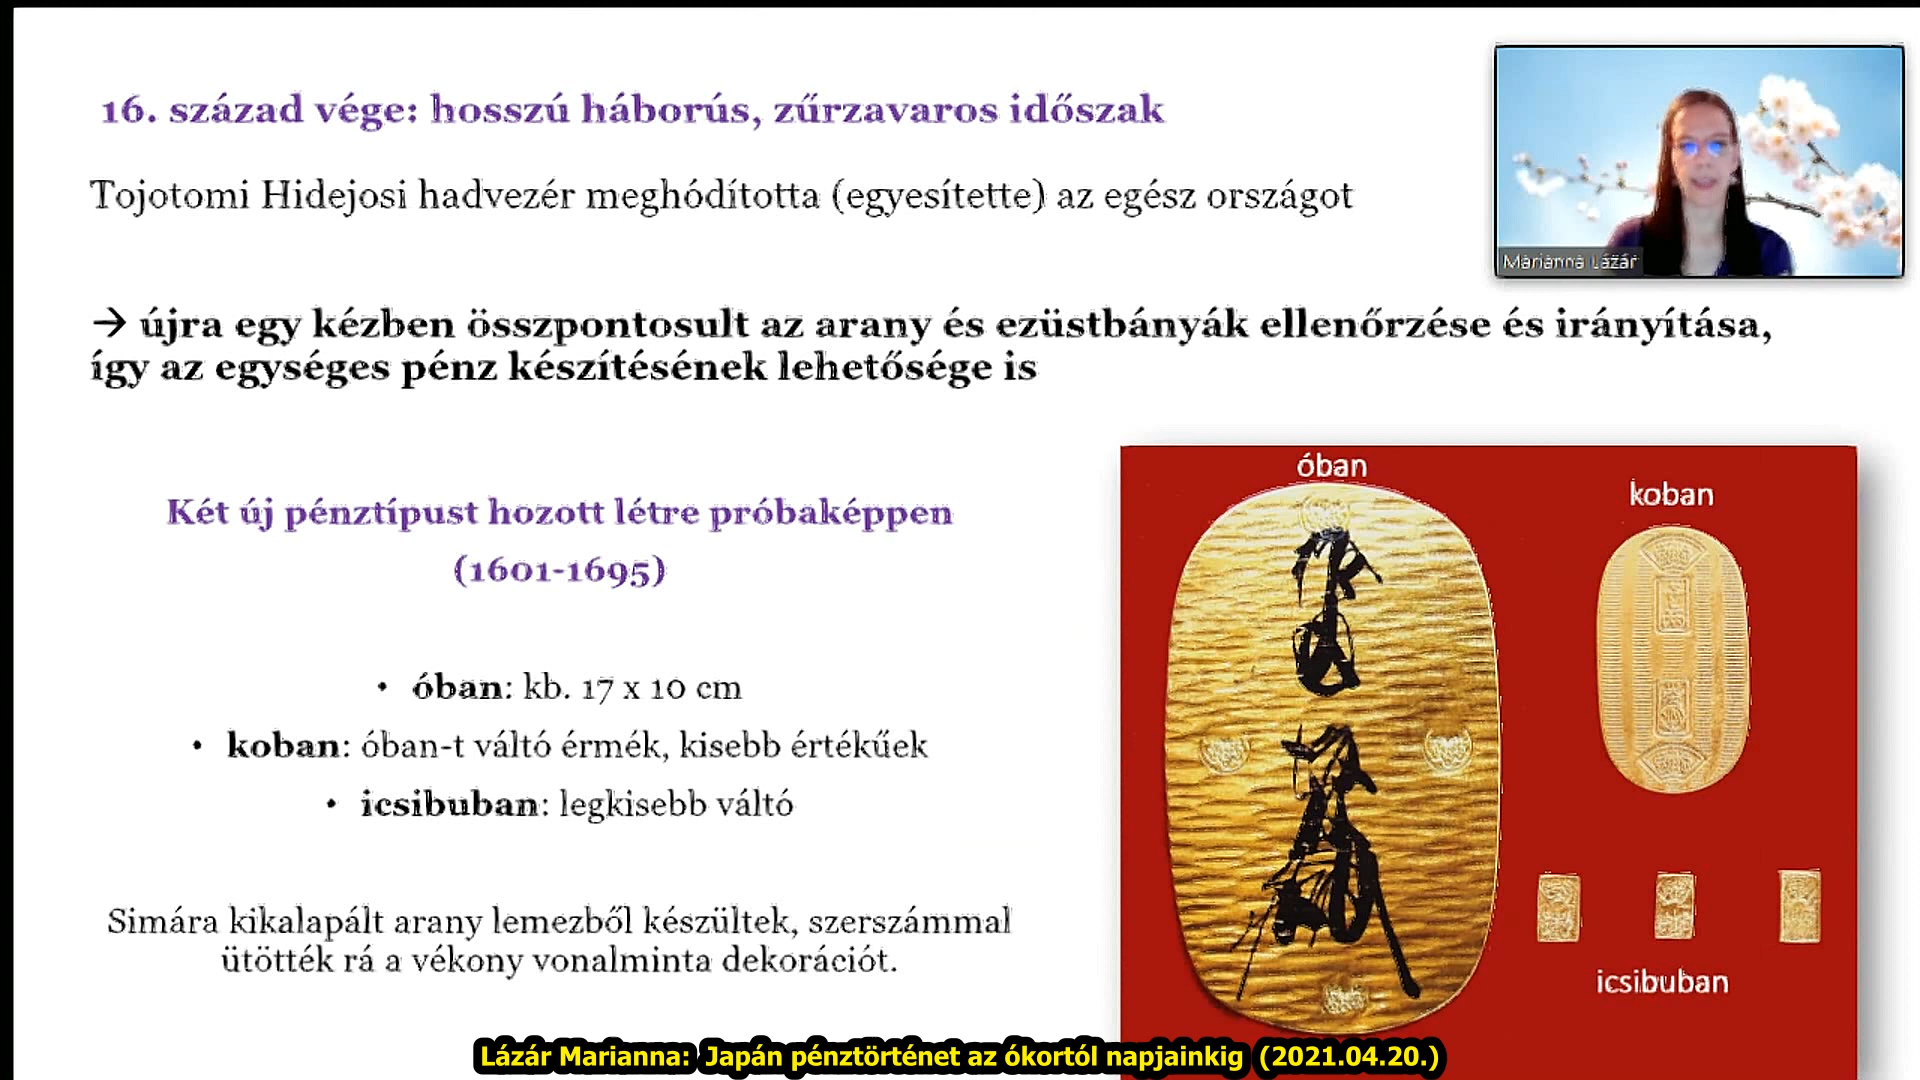 16. század vége: hosszú háborús, zűrzavaros időszak
Tojotomi Hidejosi hadvezér meghódította (egyesítette) az egész országot
→ újra egy kézben összpontosult az arany és ezüstbányák ellenőrzése és irányítása,
így az egységes pénz készítésének lehetősége is
Két új pénztípust hozott létre próbaképpen
(1601-1695)
• óban: kb. 17 x 10 cm
• koban: óban-t váltó érmék, kisebb értékűek
• icsibuban: legkisebb váltó
Simára kikalapált arany lemezből készültek, szerszámmal
ütötték rá a vékony vonalminta dekorációt.
Marianna Lázár
óban
koban
icsibuban
Lázár Marianna: Japán pénztörténet az ókortól napjainkig (2021.04.20.)